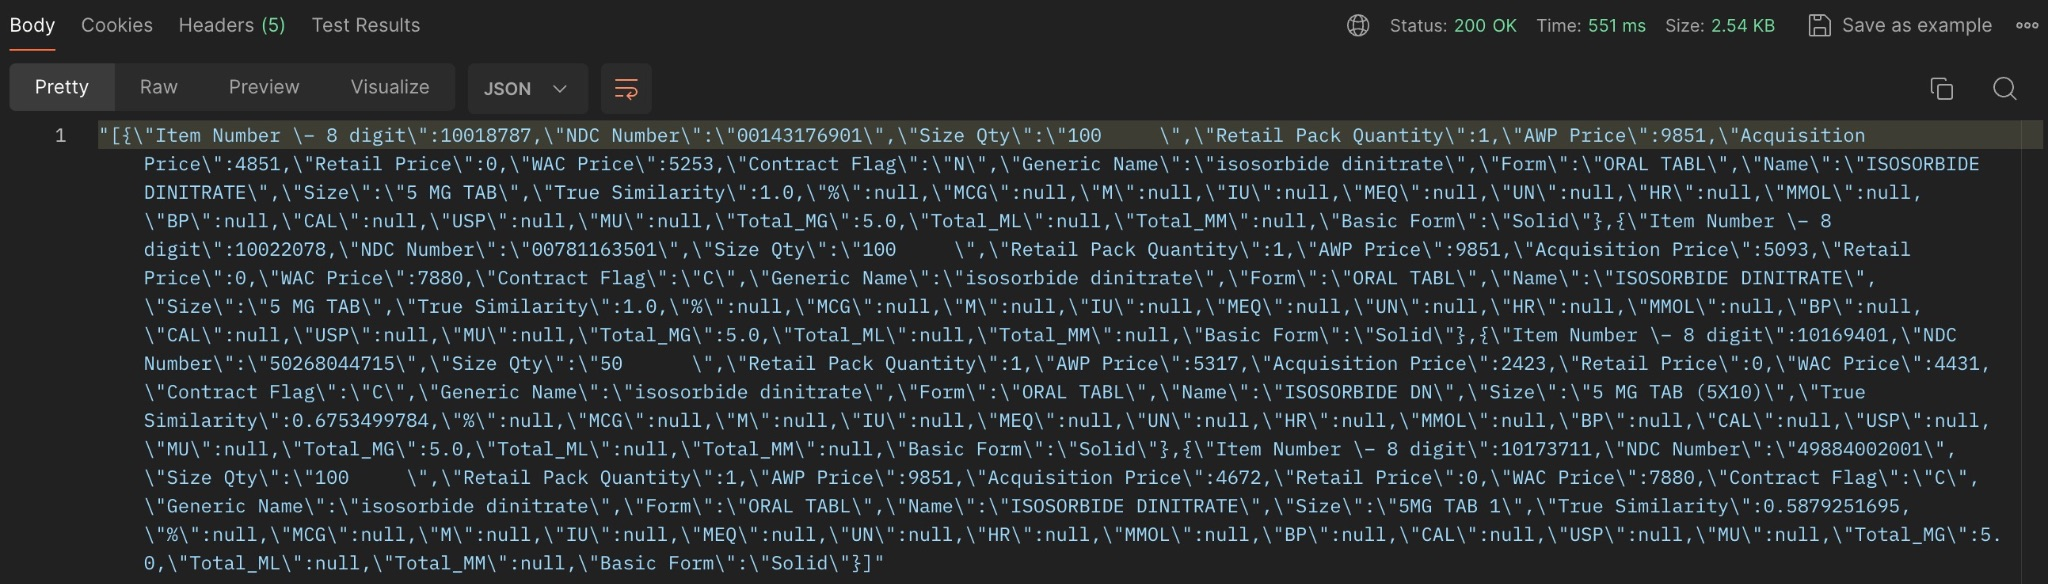 Body Cookies Headers (5) Test Results Status: 200 OK Time: 551 ms Size: 2.54 KB Save as example
Pretty Raw Preview Visualize JSON
1 "[{\"Item Number \- 8 digit\":10018787,\"NDC Number\":\"00143176901\",\"Size Qty\":\"100     \",\"Retail Pack Quantity\":1,\"AWP Price\":9851,\"Acquisition
Price\":4851,\"Retail Price\":0,\"WAC Price\":5253,\"Contract Flag\":\"N\",\"Generic Name\":\"isosorbide dinitrate\",\"Form\":\"ORAL TABL\",\"Name\":\"ISOSORBIDE
DINITRATE\",\"Size\":\"5 MG TAB\",\"True Similarity\":1.0,\"%\":null,\"MCG\":null,\"M\":null,\"IU\":null,\"MEQ\":null,\"UN\":null,\"HR\":null,\"MMOL\":null,
\"BP\":null,\"CAL\":null,\"USP\":null,\"MU\":null,\"Total_MG\":5.0,\"Total_ML\":null,\"Total_MM\":null,\"Basic Form\":\"Solid\"},{\"Item Number \- 8
digit\":10022078,\"NDC Number\":\"00781163501\",\"Size Qty\":\"100     \",\"Retail Pack Quantity\":1,\"AWP Price\":9851,\"Acquisition Price\":5093,\"Retail
Price\":0,\"WAC Price\":7880,\"Contract Flag\":\"C\",\"Generic Name\":\"isosorbide dinitrate\",\"Form\":\"ORAL TABL\",\"Name\":\"ISOSORBIDE DINITRATE\",
\"Size\":\"5 MG TAB\",\"True Similarity\":1.0,\"%\":null,\"MCG\":null,\"M\":null,\"IU\":null,\"MEQ\":null,\"UN\":null,\"HR\":null,\"MMOL\":null,\"BP\":null,
\"CAL\":null,\"USP\":null,\"MU\":null,\"Total_MG\":5.0,\"Total_ML\":null,\"Total_MM\":null,\"Basic Form\":\"Solid\"},{\"Item Number \- 8 digit\":10169401,\"NDC
Number\":\"50268044715\",\"Size Qty\":\"50      \",\"Retail Pack Quantity\":1,\"AWP Price\":5317,\"Acquisition Price\":2423,\"Retail Price\":0,\"WAC Price\":4431,
\"Contract Flag\":\"C\",\"Generic Name\":\"isosorbide dinitrate\",\"Form\":\"ORAL TABL\",\"Name\":\"ISOSORBIDE DN\",\"Size\":\"5 MG TAB (5X10)\",\"True
Similarity\":0.6753499784,\"%\":null,\"MCG\":null,\"M\":null,\"IU\":null,\"MEQ\":null,\"UN\":null,\"HR\":null,\"MMOL\":null,\"BP\":null,\"CAL\":null,\"USP\":null,
\"MU\":null,\"Total_MG\":5.0,\"Total_ML\":null,\"Total_MM\":null,\"Basic Form\":\"Solid\"},{\"Item Number \- 8 digit\":10173711,\"NDC Number\":\"49884002001\",
\"Size Qty\":\"100     \",\"Retail Pack Quantity\":1,\"AWP Price\":9851,\"Acquisition Price\":4672,\"Retail Price\":0,\"WAC Price\":7880,\"Contract Flag\":\"C\",
\"Generic Name\":\"isosorbide dinitrate\",\"Form\":\"ORAL TABL\",\"Name\":\"ISOSORBIDE DINITRATE\",\"Size\":\"5MG TAB 1\",\"True Similarity\":0.5879251695,
\"%\":null,\"MCG\":null,\"M\":null,\"IU\":null,\"MEQ\":null,\"UN\":null,\"HR\":null,\"MMOL\":null,\"BP\":null,\"CAL\":null,\"USP\":null,\"MU\":null,\"Total_MG\":5.
0,\"Total_ML\":null,\"Total_MM\":null,\"Basic Form\":\"Solid\"}]"